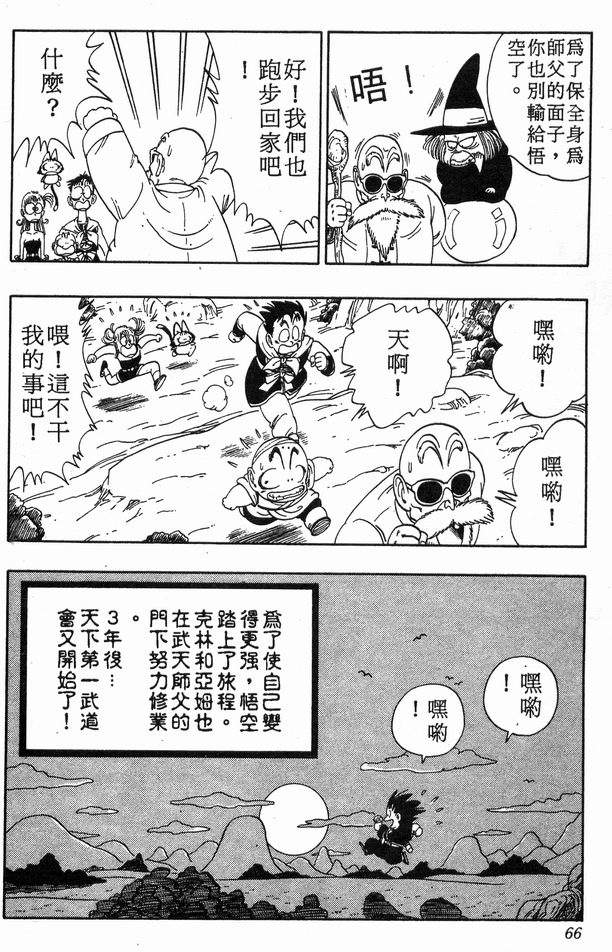 為了保全身為
師父的面子，
你也別輸給悟
空了。
唔！
好！我們也
跑步回家吧
！
什麼？
嘿喲！
嘿喲！
天啊！
喂！這不干
我的事吧！
嘿喲
！
嘿喲
！
為了使自己變
得更强，悟空
踏上了旅程。
克林和亞姆也
在武天師父的
門下努力修業
。
3年後…
天下第一武道
會又開始了！
66